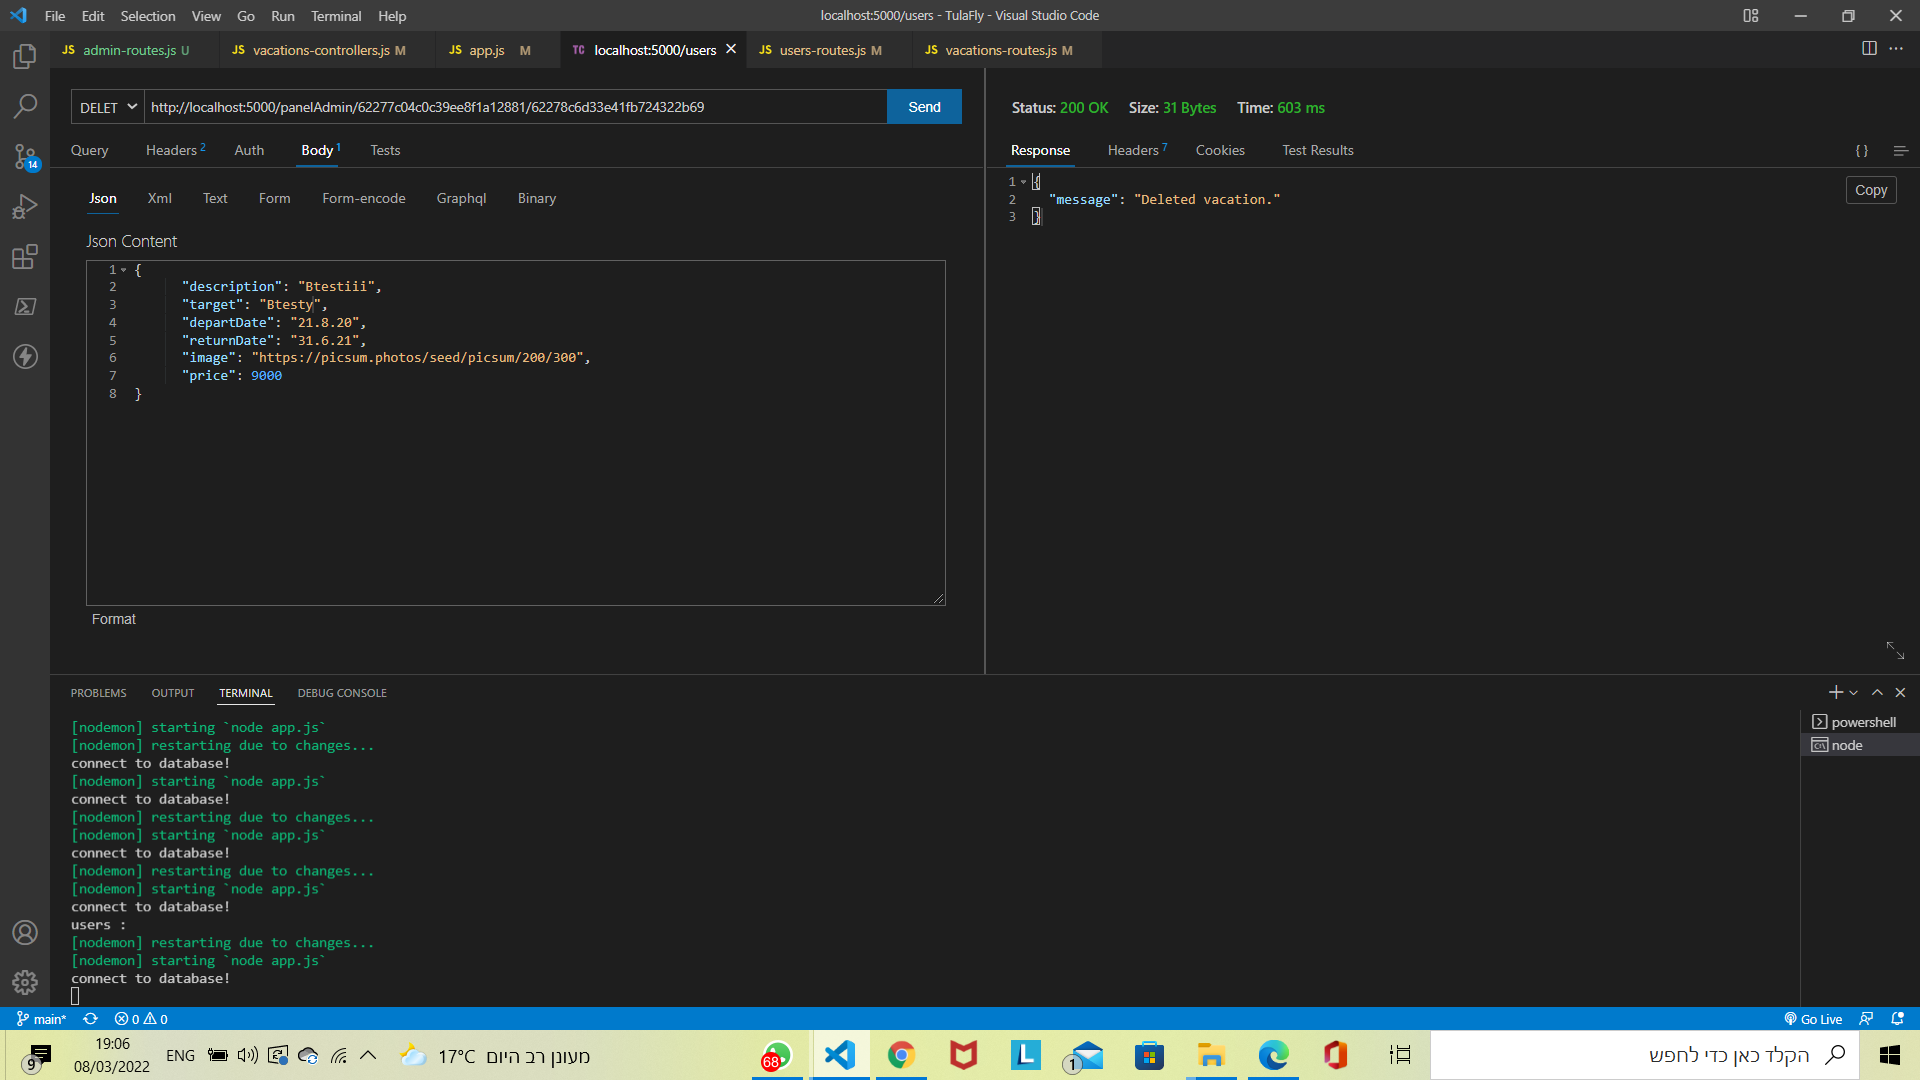 File Edit Selection View Go Run Terminal Help
localhost:5000/users - TulaFly - Visual Studio Code
JS admin-routes.js U
JS vacations-controllers.js M
JS app.js M
TC localhost:5000/users
JS users-routes.js M
JS vacations-routes.js M
14
DELET
http://localhost:5000/panelAdmin/62277c04c0c39ee8f1a12881/62278c6d33e41fb724322b69
Send
Query Headers 2 Auth Body 1 Tests
Json Xml Text Form Form-encode Graphql Binary
Json Content
1 {
2 "description": "Btestiii",
3 "target": "Btesty",
4 "departDate": "21.8.20",
5 "returnDate": "31.6.21",
6 "image": "https://picsum.photos/seed/picsum/200/300",
7 "price": 9000
8 }
Format
Status: 200 OK Size: 31 Bytes Time: 603 ms
Response Headers 7 Cookies Test Results
{ }
Copy
1 {
2 "message": "Deleted vacation."
3 }
PROBLEMS OUTPUT TERMINAL DEBUG CONSOLE
[nodemon] starting `node app.js`
[nodemon] restarting due to changes...
connect to database!
[nodemon] starting `node app.js`
connect to database!
[nodemon] restarting due to changes...
[nodemon] starting `node app.js`
connect to database!
[nodemon] restarting due to changes...
[nodemon] starting `node app.js`
connect to database!
users :
[nodemon] restarting due to changes...
[nodemon] starting `node app.js`
connect to database!
powershell
node
main* 0 0
Go Live
9
19:06
08/03/2022
ENG
17°C מעונן רב היום
68
L
1
הקלד כאן כדי לחפש